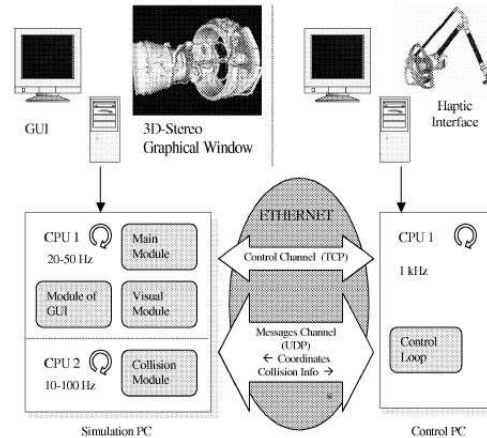 GUI
3D-Stereo
Graphical Window
Haptic
Interface
ETHERNET
CPU 1
20-50 Hz
Main
Module
Module of
GUI
Visual
Module
CPU 2
10-100 Hz
Collision
Module
Control Channel (TCP)
Messages Channel
(UDP)
← Coordinates
Collision Info →
CPU 1
1 kHz
Control
Loop
Simulation PC
Control PC